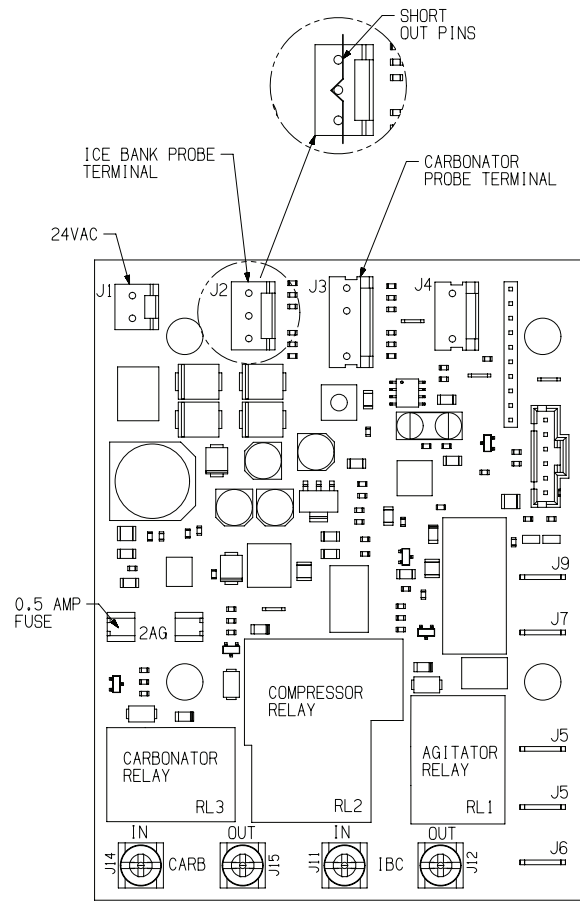 SHORT
OUT PINS
ICE BANK PROBE
TERMINAL
CARBONATOR
PROBE TERMINAL
24VAC
J1
J2
J3
J4
J9
0.5 AMP
FUSE
2AG
J7
COMPRESSOR
RELAY
CARBONATOR
RELAY
AGITATOR
RELAY
J5
RL3
RL2
RL1
J5
IN
OUT
IN
OUT
J14
CARB
J15
J11
IBC
J12
J6